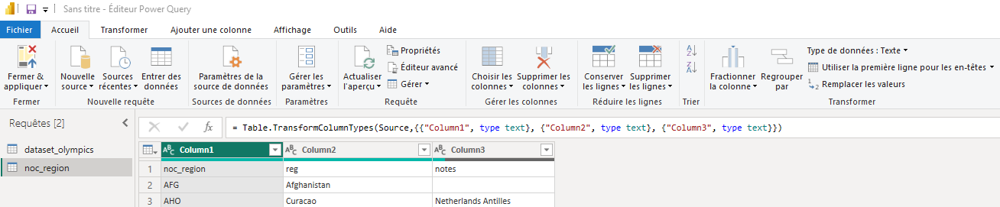 Sans titre - Éditeur Power Query
Fichier
Accueil
Transformer
Ajouter une colonne
Affichage
Outils
Aide
Fermer &
appliquer
Fermer
Nouvelle
source
Sources
récentes
Entrer des
données
Nouvelle requête
Paramètres de la
source de données
Sources de données
Gérer les
paramètres
Paramètres
Actualiser
l'aperçu
Propriétés
Éditeur avancé
Gérer
Requête
Choisir les
colonnes
Supprimer les
colonnes
Gérer les colonnes
Conserver
les lignes
Supprimer
les lignes
Réduire les lignes
A
Z
Z
A
Trier
Fractionner
la colonne
Regrouper
par
Type de données : Texte
Utiliser la première ligne pour les en-têtes
1
2
Remplacer les valeurs
Transformer
Requêtes [2]
dataset_olympics
noc_region
fx
= Table.TransformColumnTypes(Source,{{"Column1", type text}, {"Column2", type text}, {"Column3", type text}})
ABC Column1
ABC Column2
ABC Column3
1 noc_region reg notes
2 AFG Afghanistan
3 AHO Curacao Netherlands Antilles